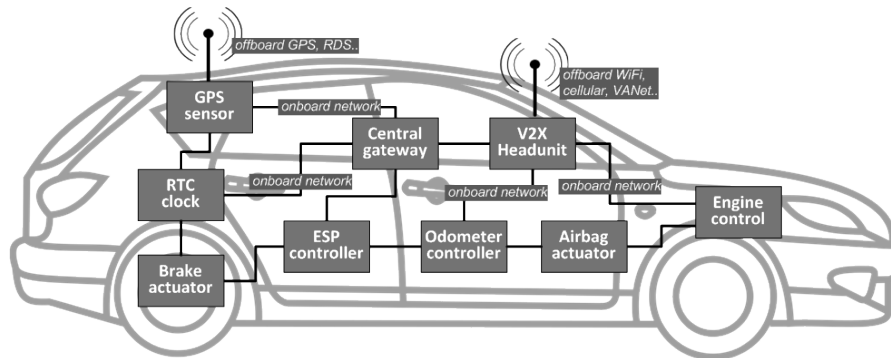 offboard GPS, RDS..
GPS
sensor
offboard WiFi,
cellular, VANet..
onboard network
Central
gateway
V2X
Headunit
RTC
clock
onboard network
onboard network
onboard network
Engine
control
ESP
controller
Odometer
controller
Airbag
actuator
Brake
actuator